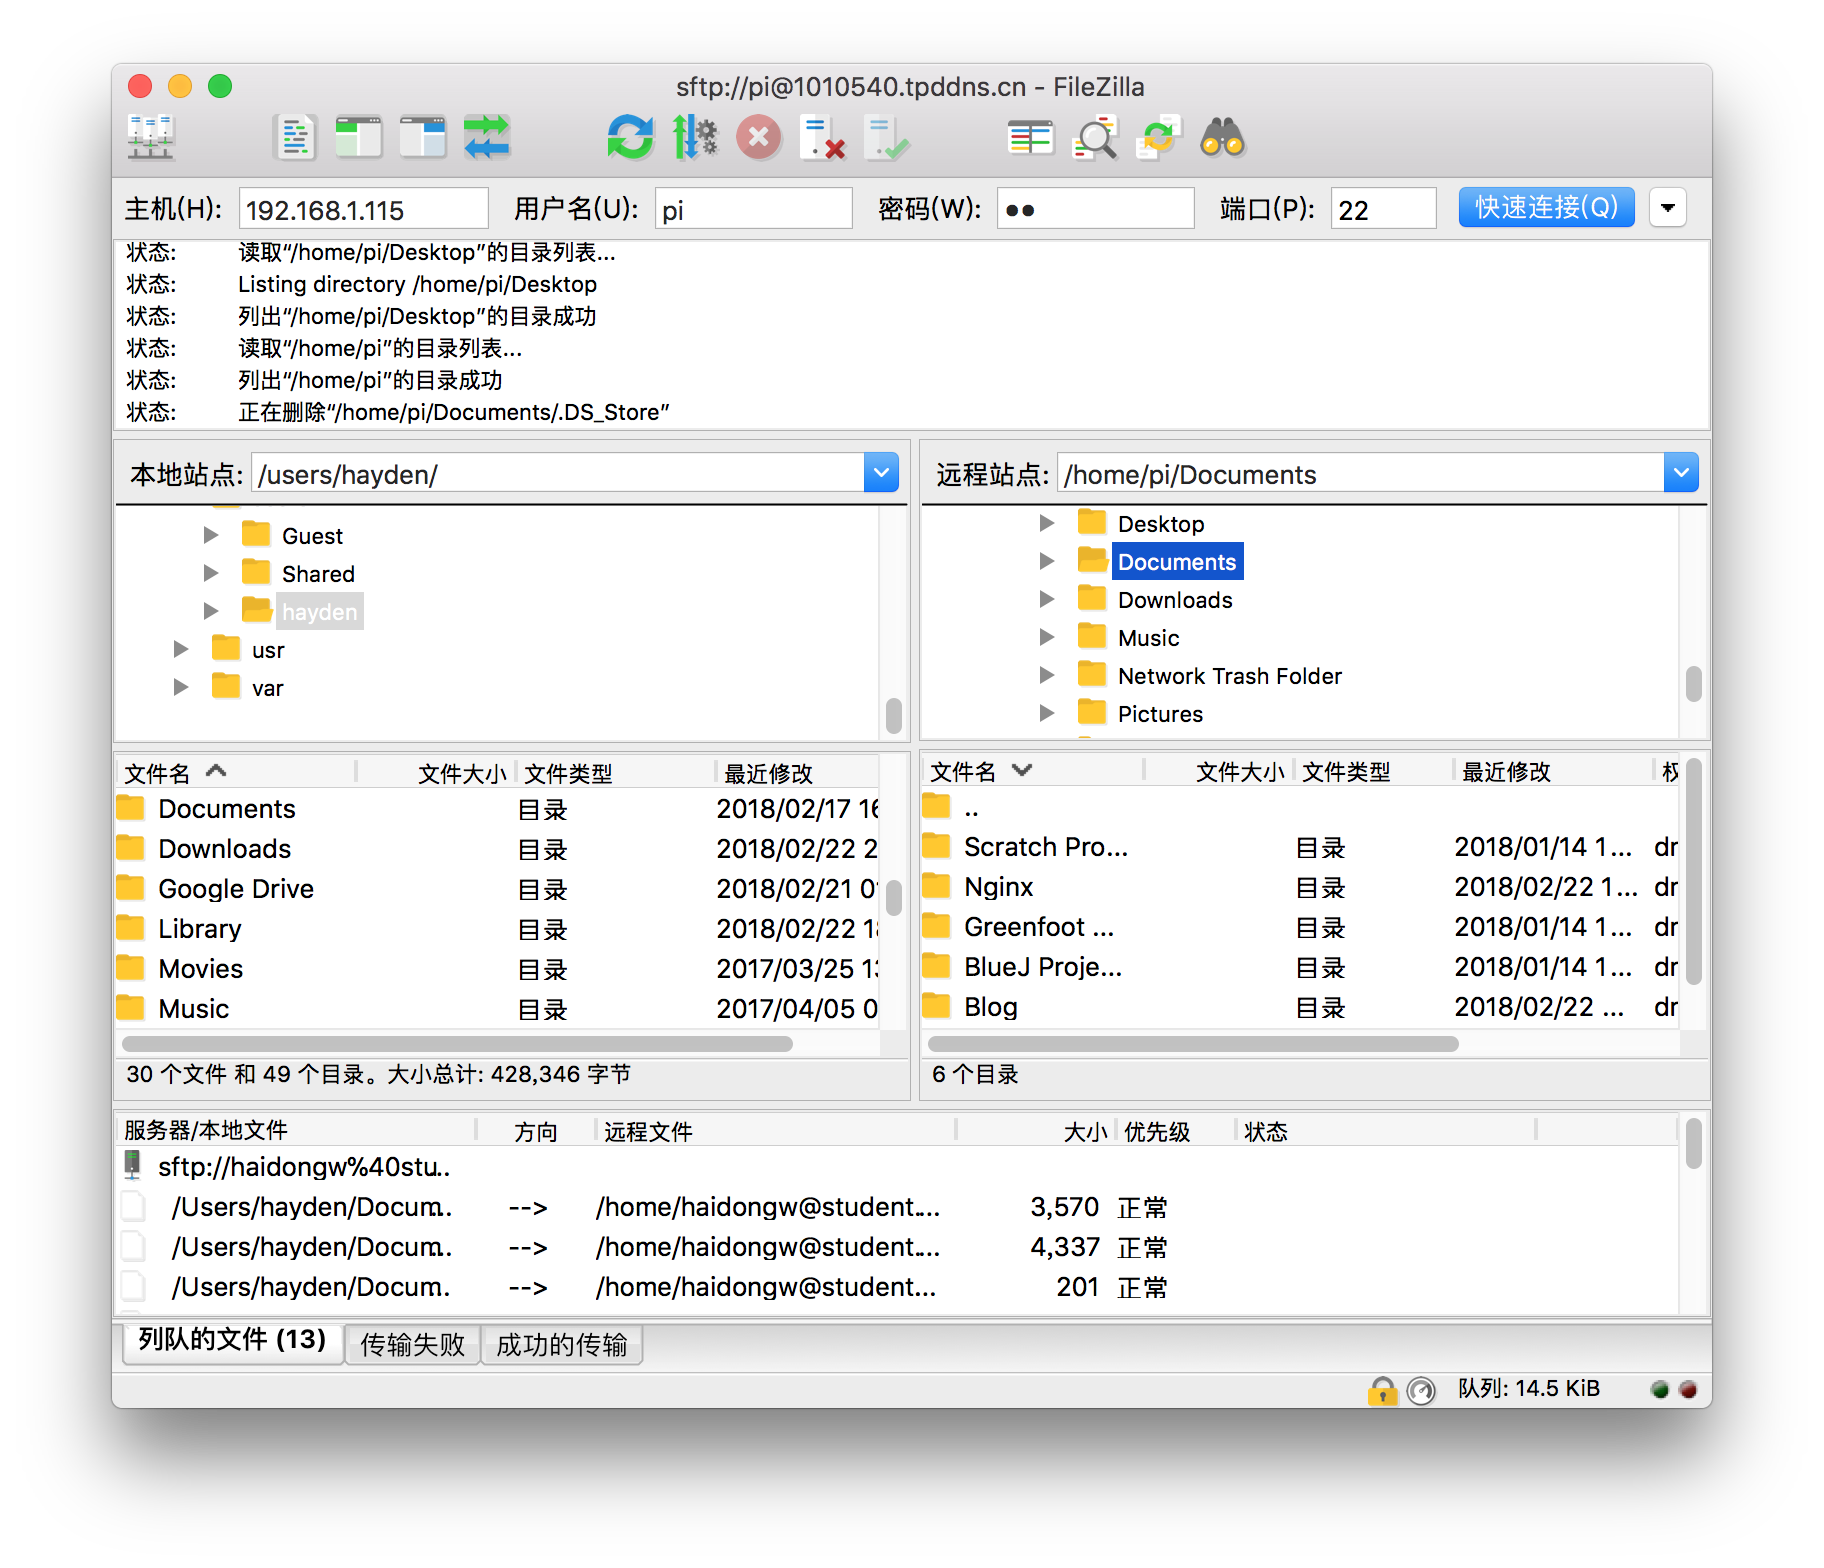 sftp://pi@1010540.tpddns.cn - FileZilla
主机(H): 192.168.1.115 用户名(U): pi 密码(W): ●● 端口(P): 22 快速连接(Q)
状态: 读取“/home/pi/Desktop”的目录列表...
状态: Listing directory /home/pi/Desktop
状态: 列出“/home/pi/Desktop”的目录成功
状态: 读取“/home/pi”的目录列表...
状态: 列出“/home/pi”的目录成功
状态: 正在删除“/home/pi/Documents/.DS_Store”
本地站点: /users/hayden/
Guest
Shared
hayden
usr
var
文件名 文件大小 文件类型 最近修改
Documents 目录 2018/02/17 16
Downloads 目录 2018/02/22 2
Google Drive 目录 2018/02/21 0
Library 目录 2018/02/22 18
Movies 目录 2017/03/25 13
Music 目录 2017/04/05 0
30 个文件 和 49 个目录。大小总计: 428,346 字节
远程站点: /home/pi/Documents
Desktop
Documents
Downloads
Music
Network Trash Folder
Pictures
文件名 文件大小 文件类型 最近修改 权
..
Scratch Pro... 目录 2018/01/14 1... dr
Nginx 目录 2018/02/22 1... dr
Greenfoot ... 目录 2018/01/14 1... dr
BlueJ Proje... 目录 2018/01/14 1... dr
Blog 目录 2018/02/22 ... dr
6 个目录
服务器/本地文件 方向 远程文件 大小 优先级 状态
sftp://haidongw%40stu..
/Users/hayden/Docum.. --> /home/haidongw@student.... 3,570 正常
/Users/hayden/Docum.. --> /home/haidongw@student.... 4,337 正常
/Users/hayden/Docum. --> /home/haidongw@student... 201 正常
列队的文件 (13) 传输失败 成功的传输
队列: 14.5 KiB